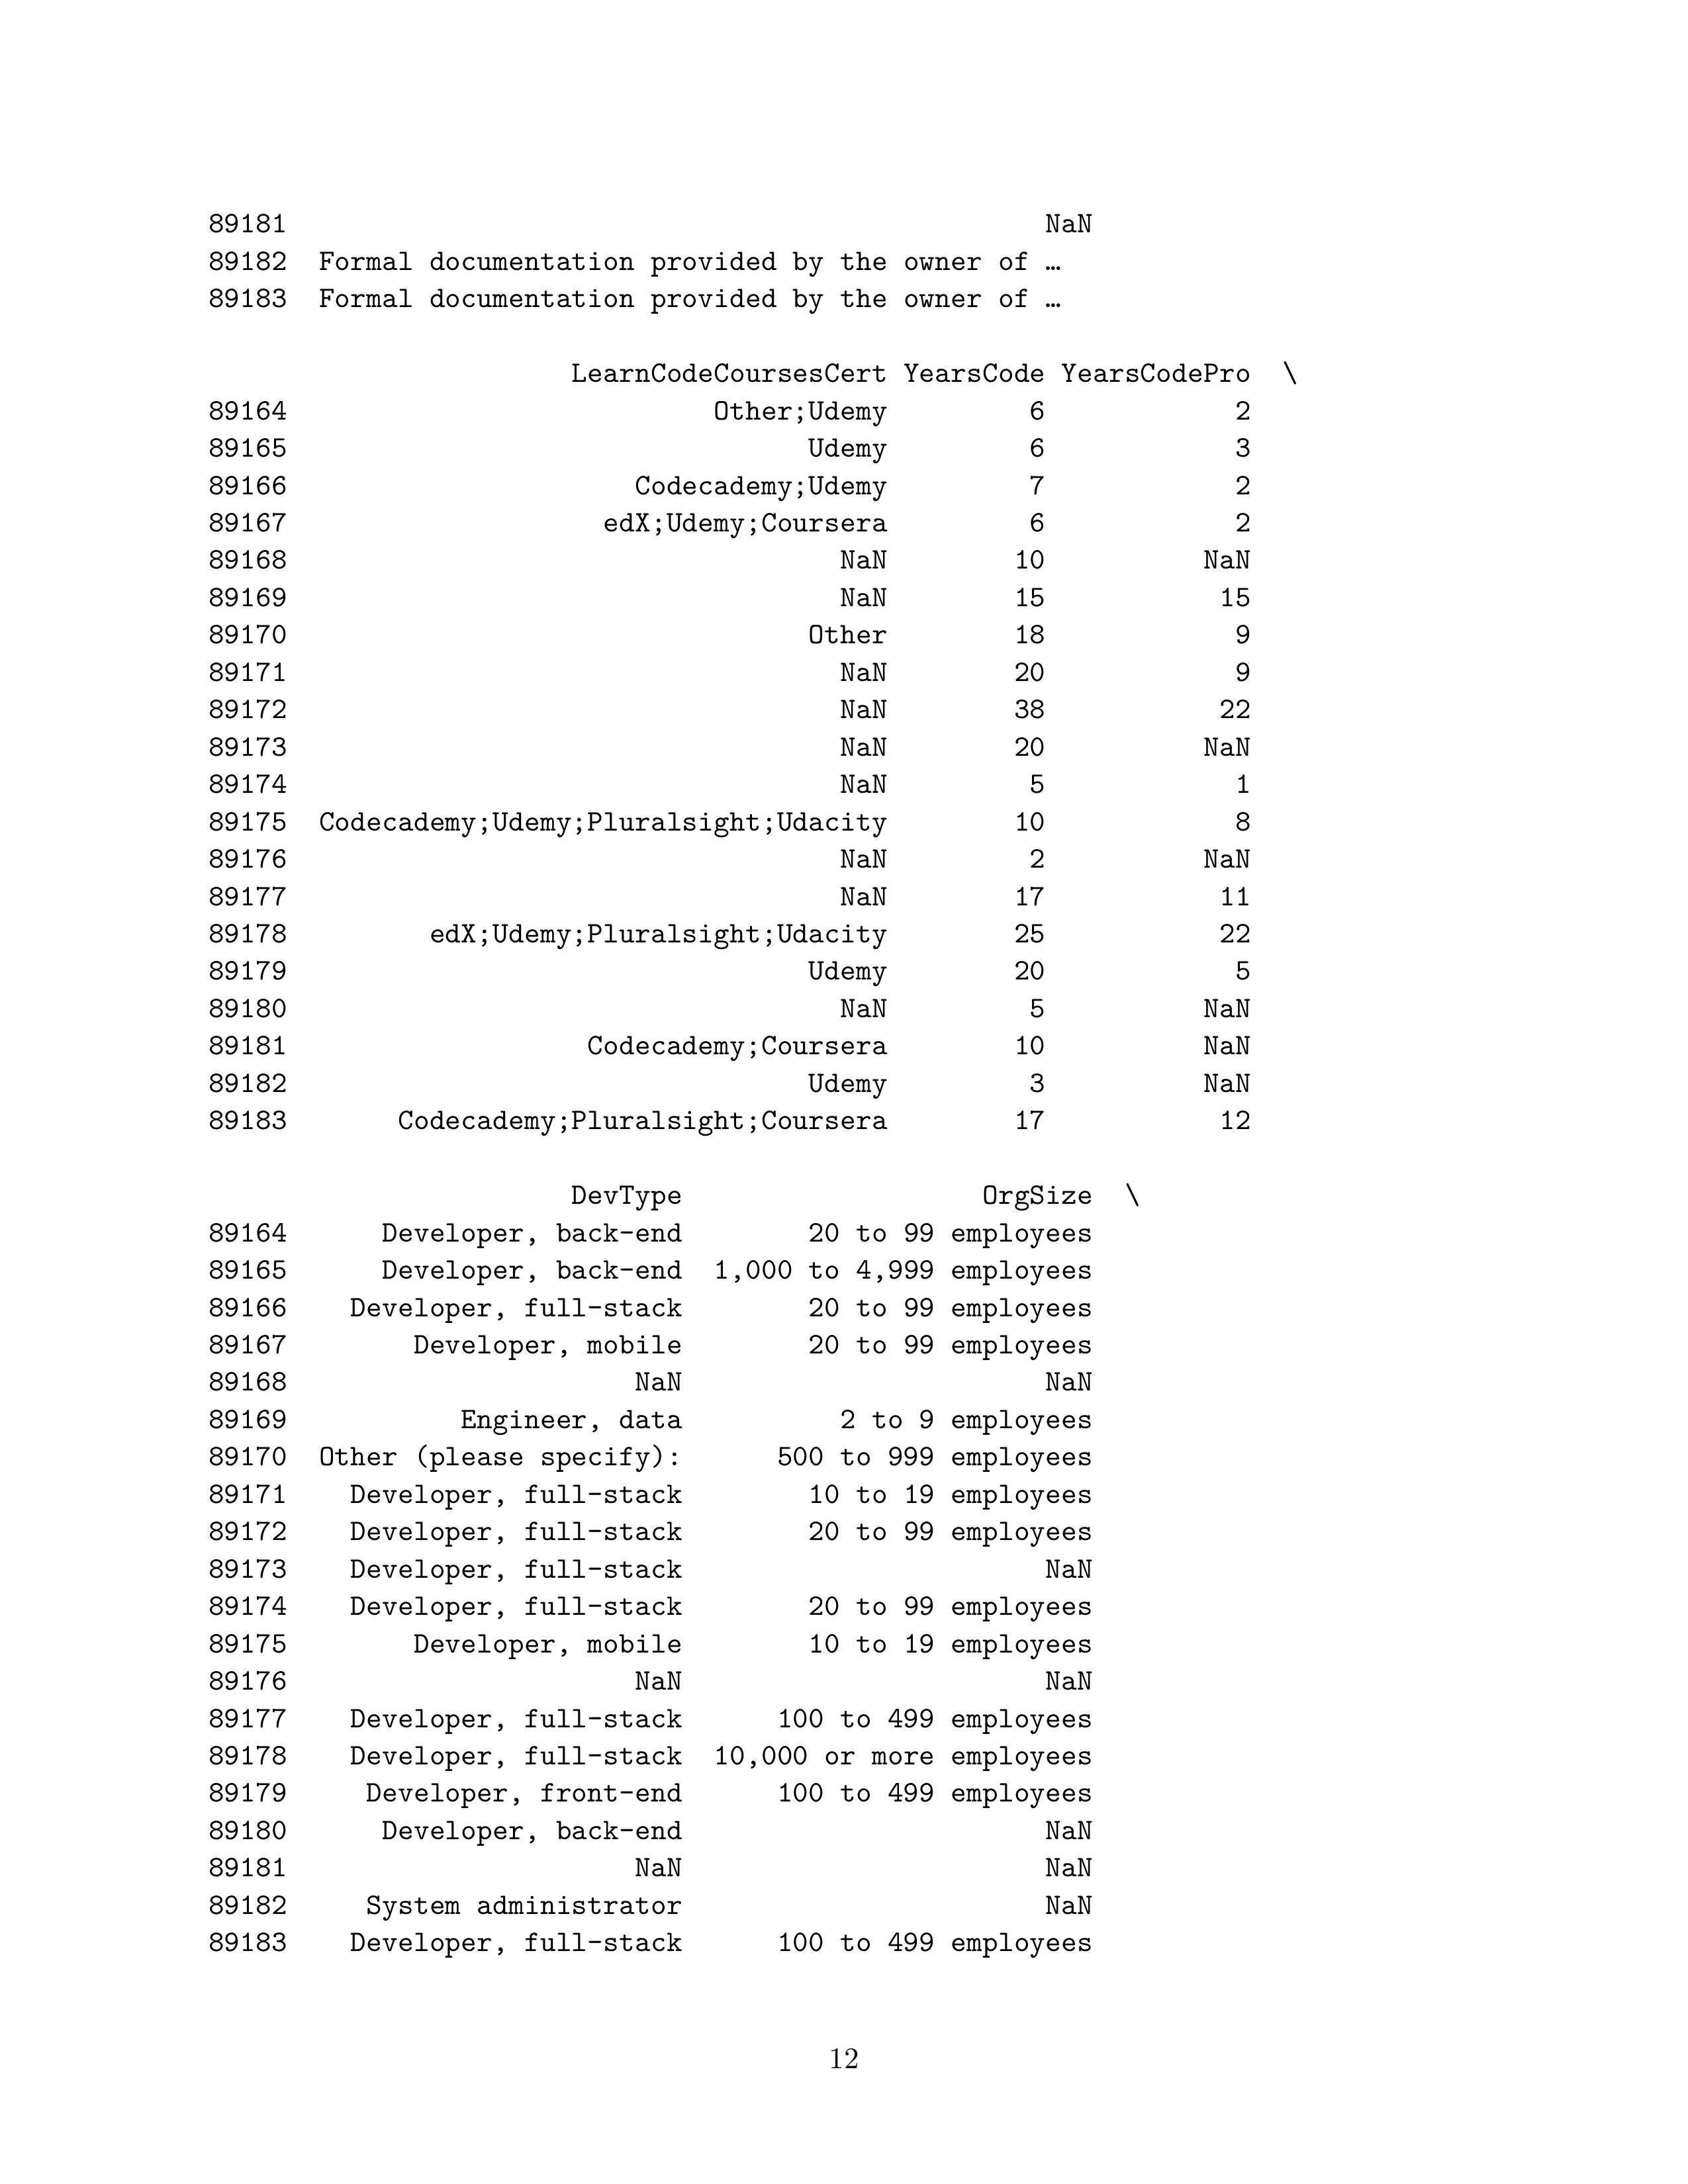 89181 NaN
89182 Formal documentation provided by the owner of …
89183 Formal documentation provided by the owner of …
LearnCodeCoursesCert YearsCode YearsCodePro \
89164 Other;Udemy 6 2
89165 Udemy 6 3
89166 Codecademy;Udemy 7 2
89167 edX;Udemy;Coursera 6 2
89168 NaN 10 NaN
89169 NaN 15 15
89170 Other 18 9
89171 NaN 20 9
89172 NaN 38 22
89173 NaN 20 NaN
89174 NaN 5 1
89175 Codecademy;Udemy;Pluralsight;Udacity 10 8
89176 NaN 2 NaN
89177 NaN 17 11
89178 edX;Udemy;Pluralsight;Udacity 25 22
89179 Udemy 20 5
89180 NaN 5 NaN
89181 Codecademy;Coursera 10 NaN
89182 Udemy 3 NaN
89183 Codecademy;Pluralsight;Coursera 17 12
DevType OrgSize \
89164 Developer, back-end 20 to 99 employees
89165 Developer, back-end 1,000 to 4,999 employees
89166 Developer, full-stack 20 to 99 employees
89167 Developer, mobile 20 to 99 employees
89168 NaN NaN
89169 Engineer, data 2 to 9 employees
89170 Other (please specify): 500 to 999 employees
89171 Developer, full-stack 10 to 19 employees
89172 Developer, full-stack 20 to 99 employees
89173 Developer, full-stack NaN
89174 Developer, full-stack 20 to 99 employees
89175 Developer, mobile 10 to 19 employees
89176 NaN NaN
89177 Developer, full-stack 100 to 499 employees
89178 Developer, full-stack 10,000 or more employees
89179 Developer, front-end 100 to 499 employees
89180 Developer, back-end NaN
89181 NaN NaN
89182 System administrator NaN
89183 Developer, full-stack 100 to 499 employees
12